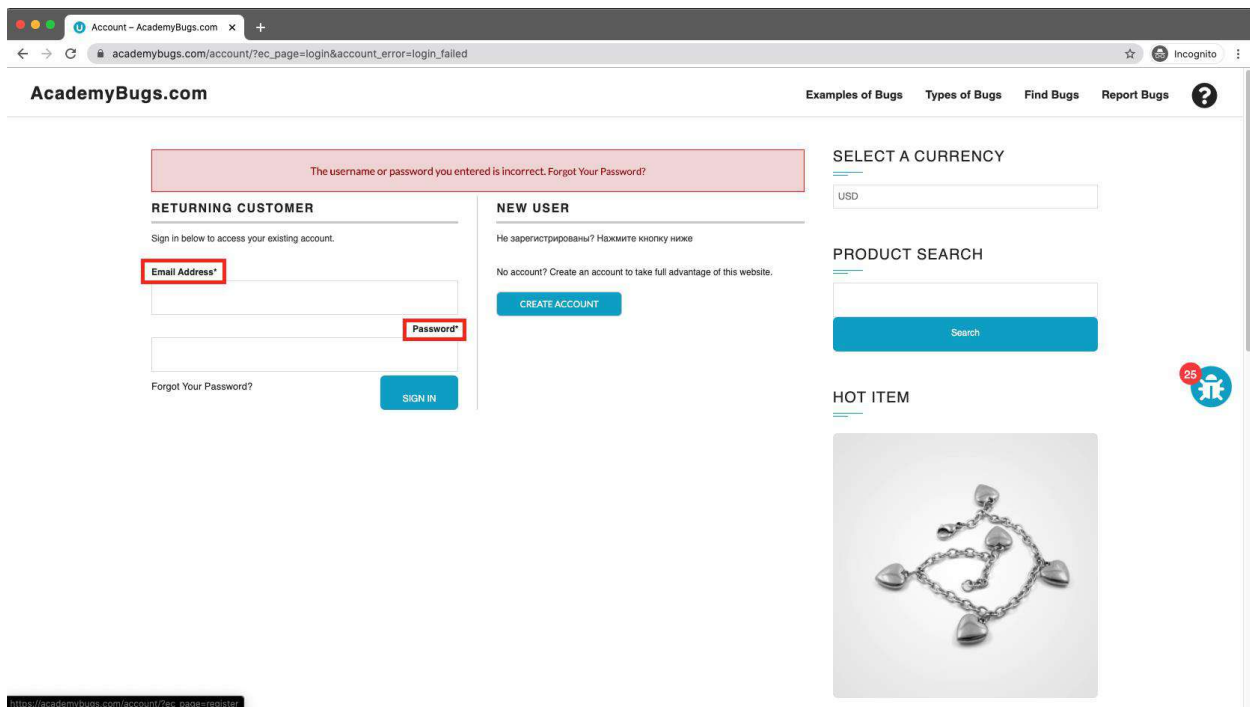 Account – AcademyBugs.com
academybugs.com/account/?ec_page=login&account_error=login_failed
Incognito
AcademyBugs.com
Examples of Bugs
Types of Bugs
Find Bugs
Report Bugs
?
The username or password you entered is incorrect. Forgot Your Password?
RETURNING CUSTOMER
Sign in below to access your existing account.
Email Address*
Password*
Forgot Your Password?
SIGN IN
NEW USER
Не зарегистрированы? Нажмите кнопку ниже
No account? Create an account to take full advantage of this website.
CREATE ACCOUNT
SELECT A CURRENCY
USD
PRODUCT SEARCH
Search
25
HOT ITEM
https://academybugs.com/account/?ec_page=register